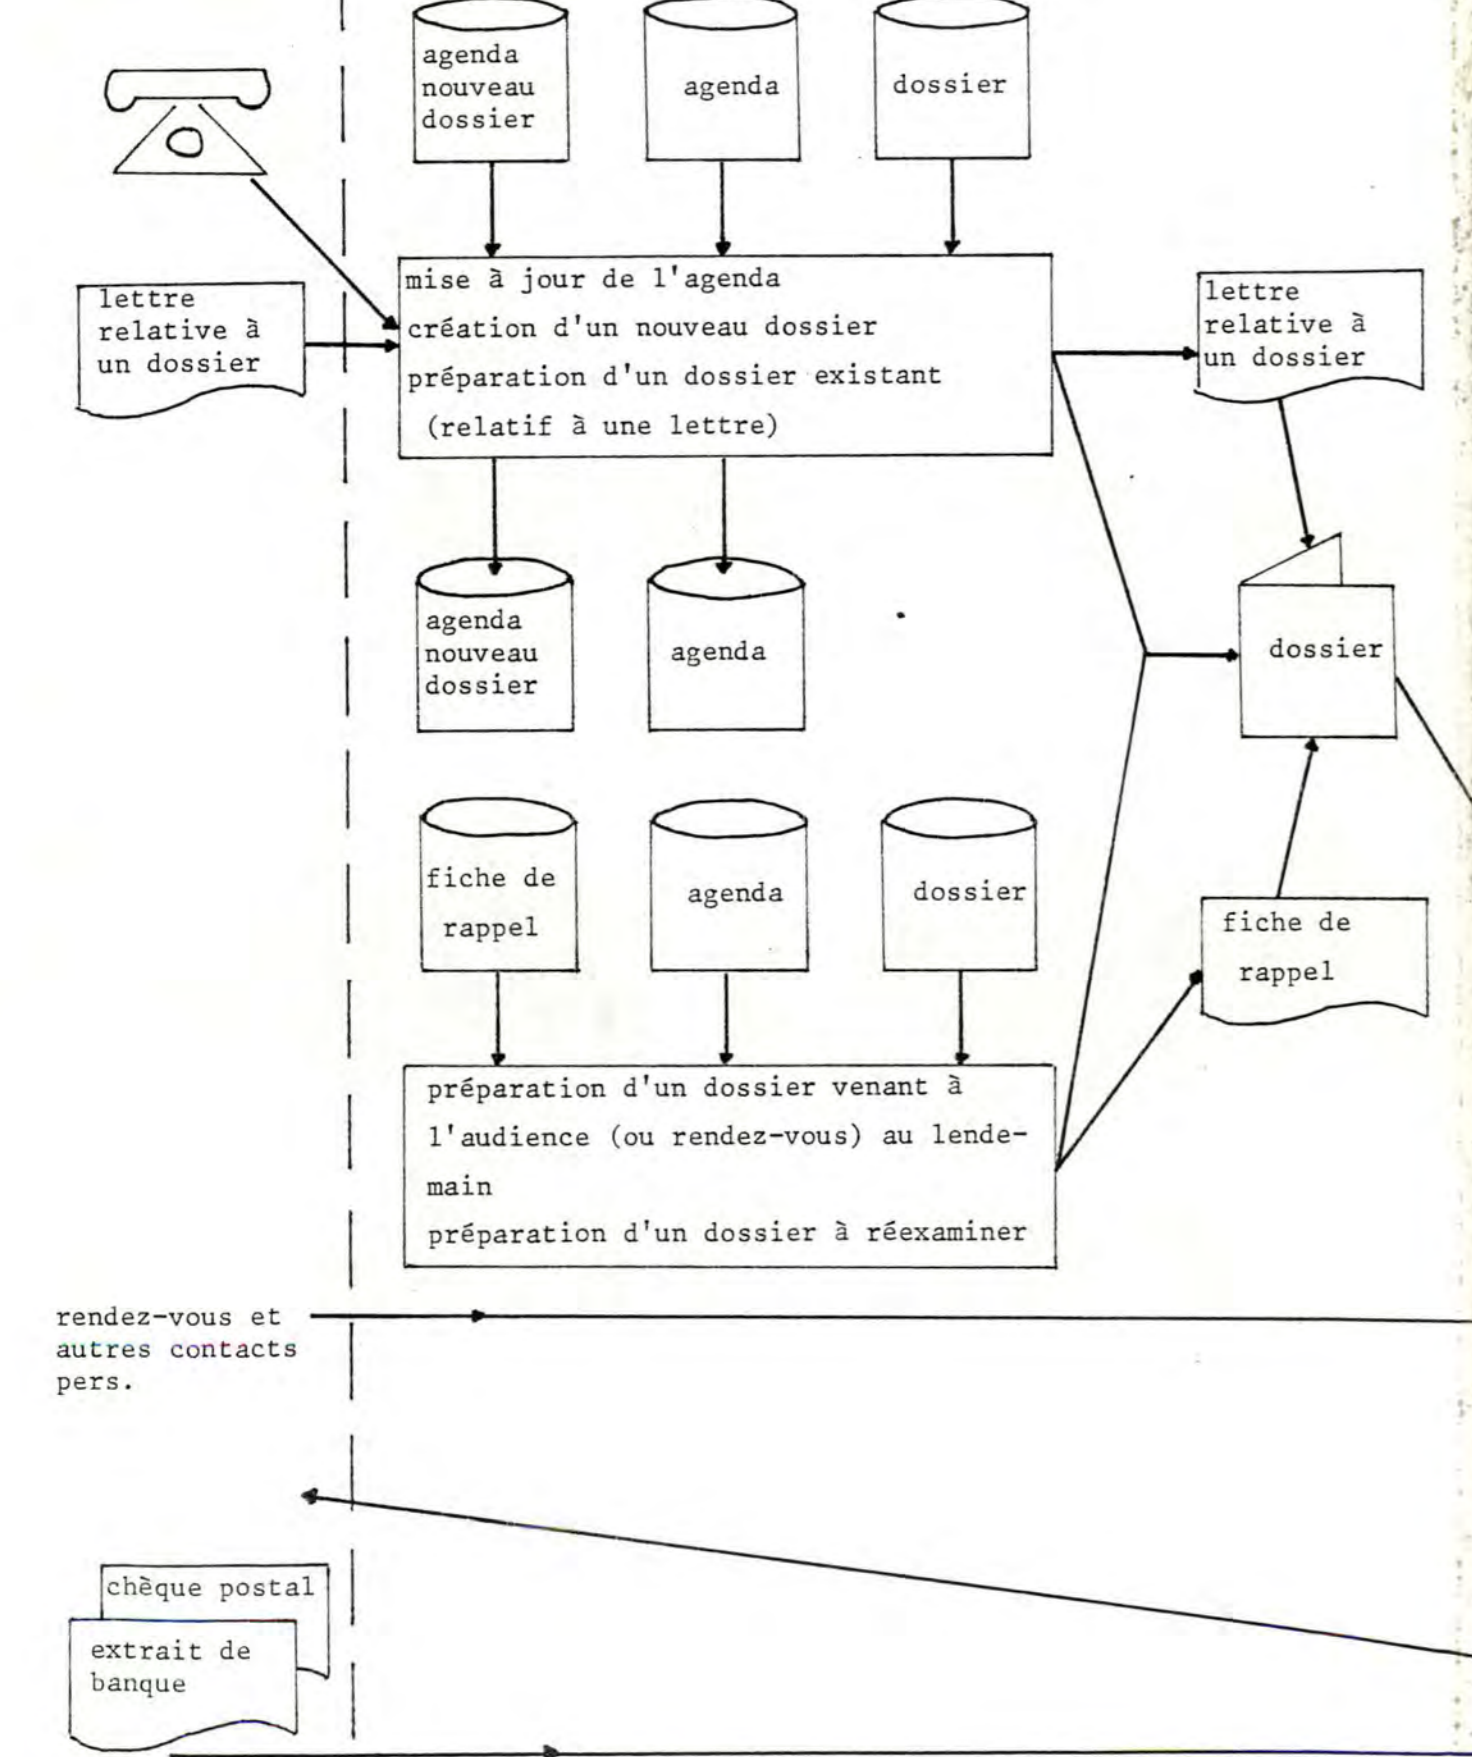 agenda
nouveau
dossier
agenda
dossier
lettre
relative à
un dossier
mise à jour de l'agenda
création d'un nouveau dossier
préparation d'un dossier existant
(relatif à une lettre)
lettre
relative à
un dossier
agenda
nouveau
dossier
agenda
dossier
fiche de
rappel
agenda
dossier
fiche de
rappel
préparation d'un dossier venant à
l'audience (ou rendez-vous) au lende-
main
préparation d'un dossier à réexaminer
rendez-vous et
autres contacts
pers.
chèque postal
extrait de
banque